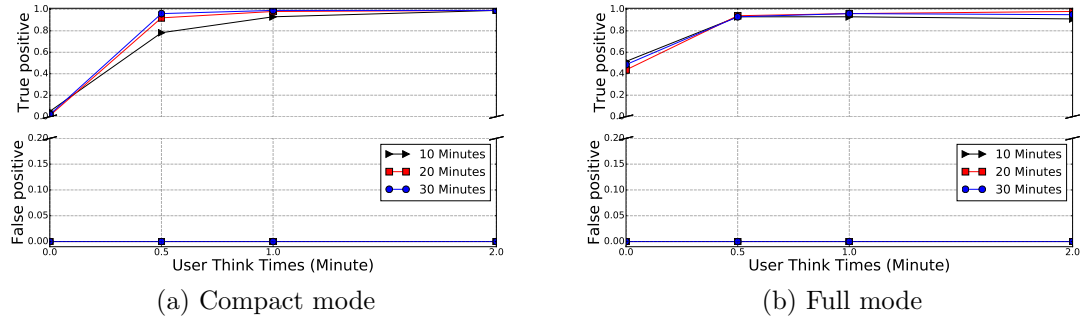 True positive
1.0
0.8
0.6
0.4
0.2
0.0
False positive
0.20
0.15
0.10
0.05
0.00
10 Minutes
20 Minutes
30 Minutes
0.0 0.5 1.0 2.0
User Think Times (Minute)
(a) Compact mode
True positive
1.0
0.8
0.6
0.4
0.2
0.0
False positive
0.20
0.15
0.10
0.05
0.00
10 Minutes
20 Minutes
30 Minutes
0.0 0.5 1.0 2.0
User Think Times (Minute)
(b) Full mode